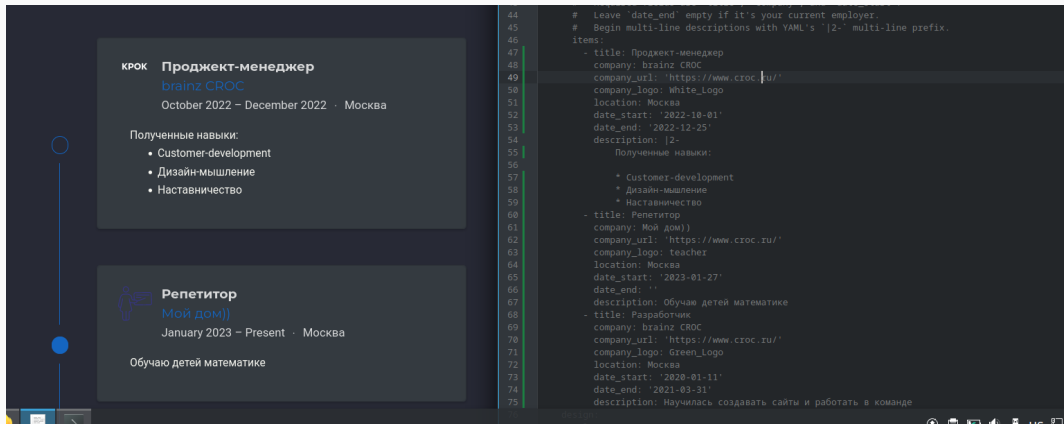 КРОК
Проджект-менеджер
brainz CROC
October 2022 – December 2022 · Москва
Полученные навыки:
• Customer-development
• Дизайн-мышление
• Наставничество
Репетитор
Мой дом))
January 2023 – Present · Москва
Обучаю детей математике
44 # Leave `date_end` empty if it's your current employer.
45 # Begin multi-line descriptions with YAML's `|2-` multi-line prefix.
46 items:
47 - title: Проджект-менеджер
48 company: brainz CROC
49 company_url: 'https://www.croc.ru/'
50 company_logo: White_Logo
51 location: Москва
52 date_start: '2022-10-01'
53 date_end: '2022-12-25'
54 description: |2-
55 Полученные навыки:
56
57 * Customer-development
58 * Дизайн-мышление
59 * Наставничество
60 - title: Репетитор
61 company: Мой дом))
62 company_url: 'https://www.croc.ru/'
63 company_logo: teacher
64 location: Москва
65 date_start: '2023-01-27'
66 date_end: ''
67 description: Обучаю детей математике
68 - title: Разработчик
69 company: brainz CROC
70 company_url: 'https://www.croc.ru/'
71 company_logo: Green_Logo
72 location: Москва
73 date_start: '2020-01-11'
74 date_end: '2021-03-31'
75 description: Научилась создавать сайты и работать в команде
design: